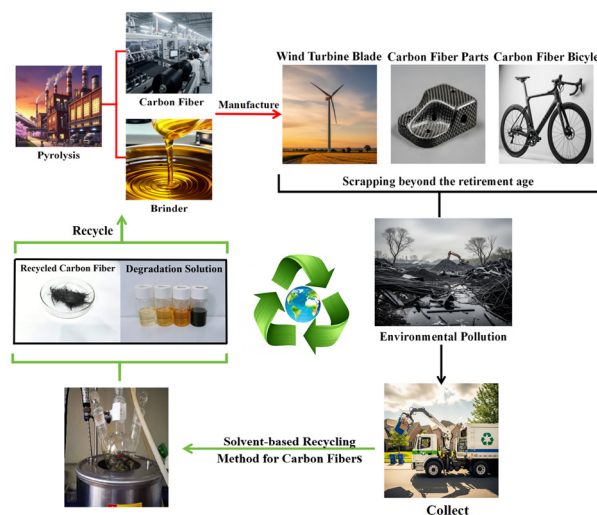 Wind Turbine Blade
Carbon Fiber Parts
Carbon Fiber Bicyle
Carbon Fiber
Manufacture
Pyrolysis
Brinder
Scrapping beyond the retirement age
Recycle
Recycled Carbon Fiber
Degradation Solution
Environmental Pollution
Solvent-based Recycling
Method for Carbon Fibers
Collect